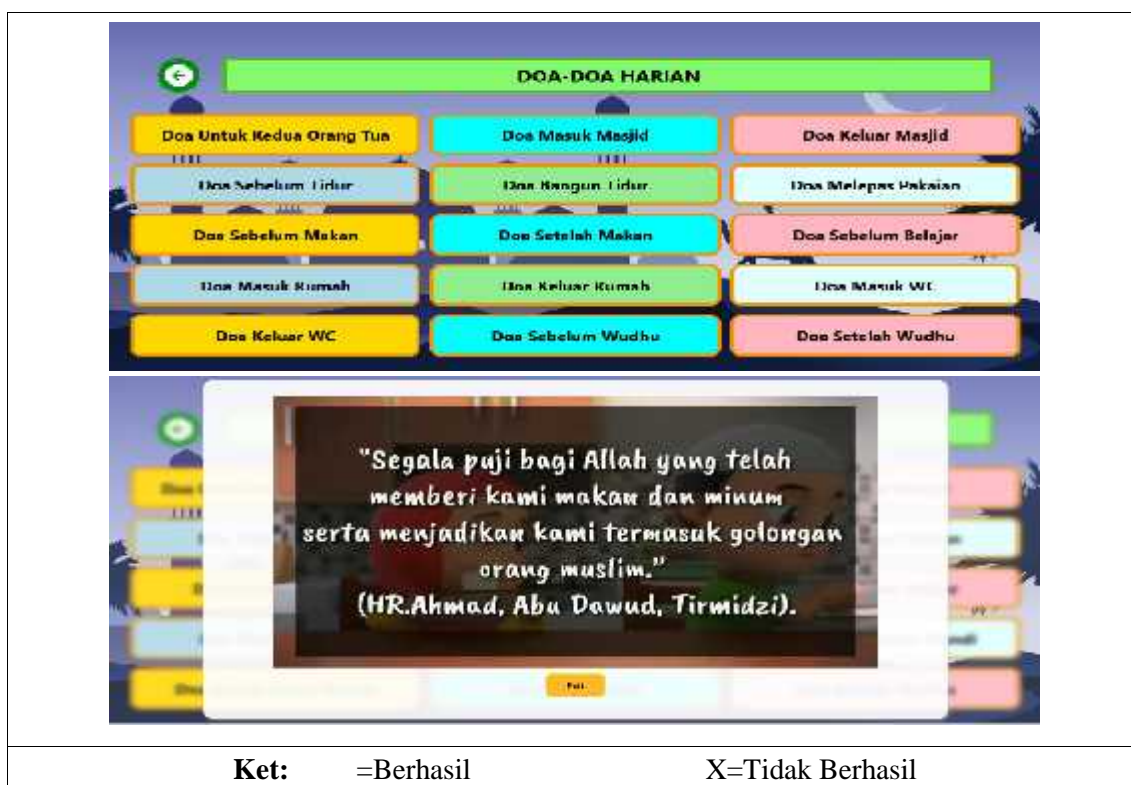 DOA-DOA HARIAN
Doa Untuk Kedua Orang Tua
Doa Masuk Masjid
Doa Keluar Masjid
Doa Sebelum Tidur
Doa Bangun Tidur
Doa Melepas Pakaian
Doa Sebelum Makan
Doa Setelah Makan
Doa Sebelum Belajar
Doa Masuk Rumah
Doa Keluar Rumah
Doa Masuk WC
Doa Keluar WC
Doa Sebelum Wudhu
Doa Setelah Wudhu
"Segala puji bagi Allah yang telah
memberi kami makan dan minum
serta menjadikan kami termasuk golongan
orang muslim."
(HR.Ahmad, Abu Dawud, Tirmidzi).
Ket: =Berhasil X=Tidak Berhasil